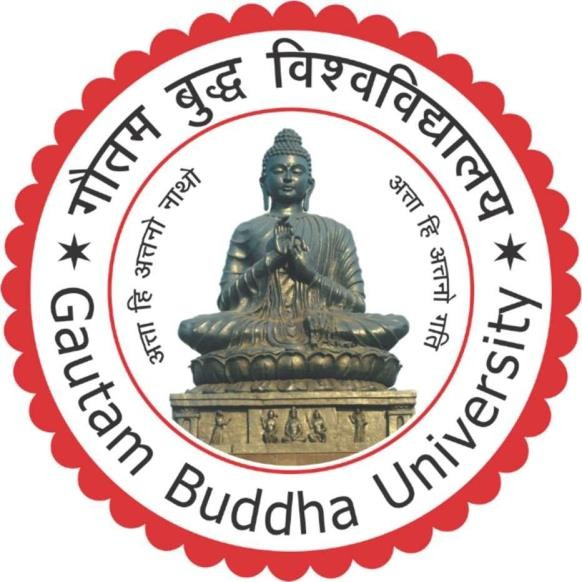 गौतम बुद्ध विश्वविद्यालय
अत्ता हि अत्तनो नाथो
अत्ता हि अत्तनो गति
Gautam Buddha University